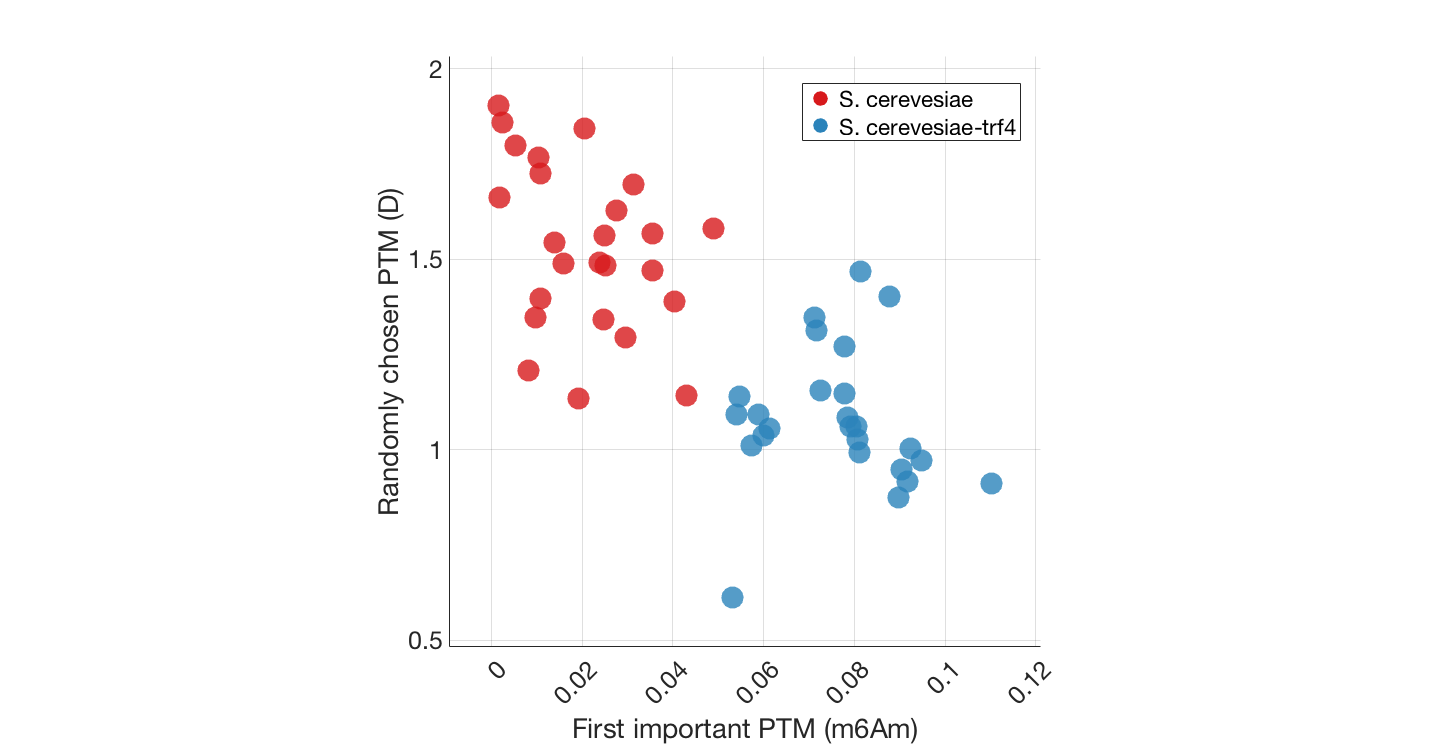 2
1.5
1
0.5
Randomly chosen PTM (D)
S. cerevesiae
S. cerevesiae-trf4
0
0.02
0.04
0.06
0.08
0.1
0.12
First important PTM (m6Am)